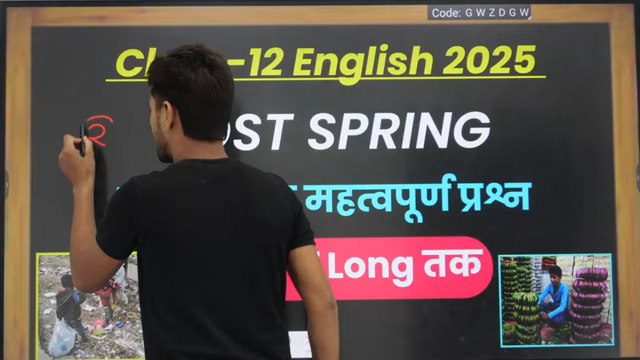 Code: G W Z D G W
-12 English 2025
ST SPRING
महत्वपूर्ण प्रश्न
Long तक